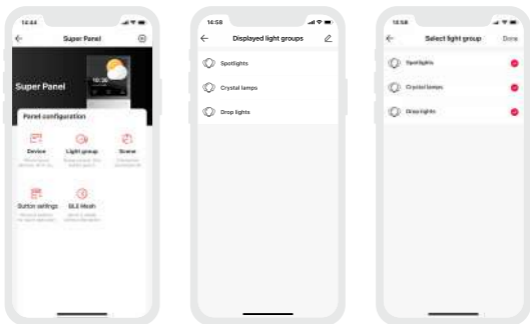 14:44
Super Panel
Super Panel
Panel configuration
Device
Light group
Scene
Button settings
BLE Mesh
14:58
Displayed light groups
Spotlights
Crystal lamps
Drop lights
14:58
Select light group
Done
Spotlights
Crystal lamps
Drop lights